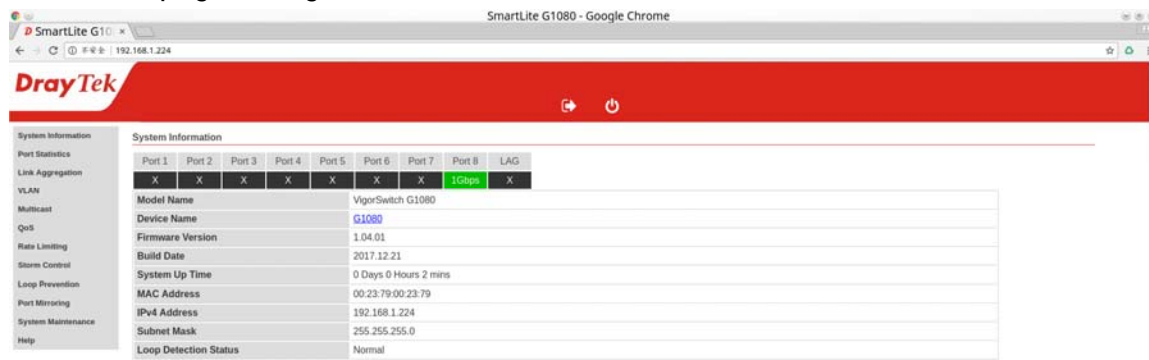 SmartLite G1080 - Google Chrome
SmartLite G10
不安全 | 192.168.1.224
DrayTek
System Information
Port Statistics
Link Aggregation
VLAN
Multicast
QoS
Rate Limiting
Storm Control
Loop Prevention
Port Mirroring
System Maintenance
Help
System Information
Port 1 Port 2 Port 3 Port 4 Port 5 Port 6 Port 7 Port 8 LAG
X X X X X X X 1Gbps X
Model Name VigorSwitch G1080
Device Name G1080
Firmware Version 1.04.01
Build Date 2017.12.21
System Up Time 0 Days 0 Hours 2 mins
MAC Address 00:23:79:00:23:79
IPv4 Address 192.168.1.224
Subnet Mask 255.255.255.0
Loop Detection Status Normal